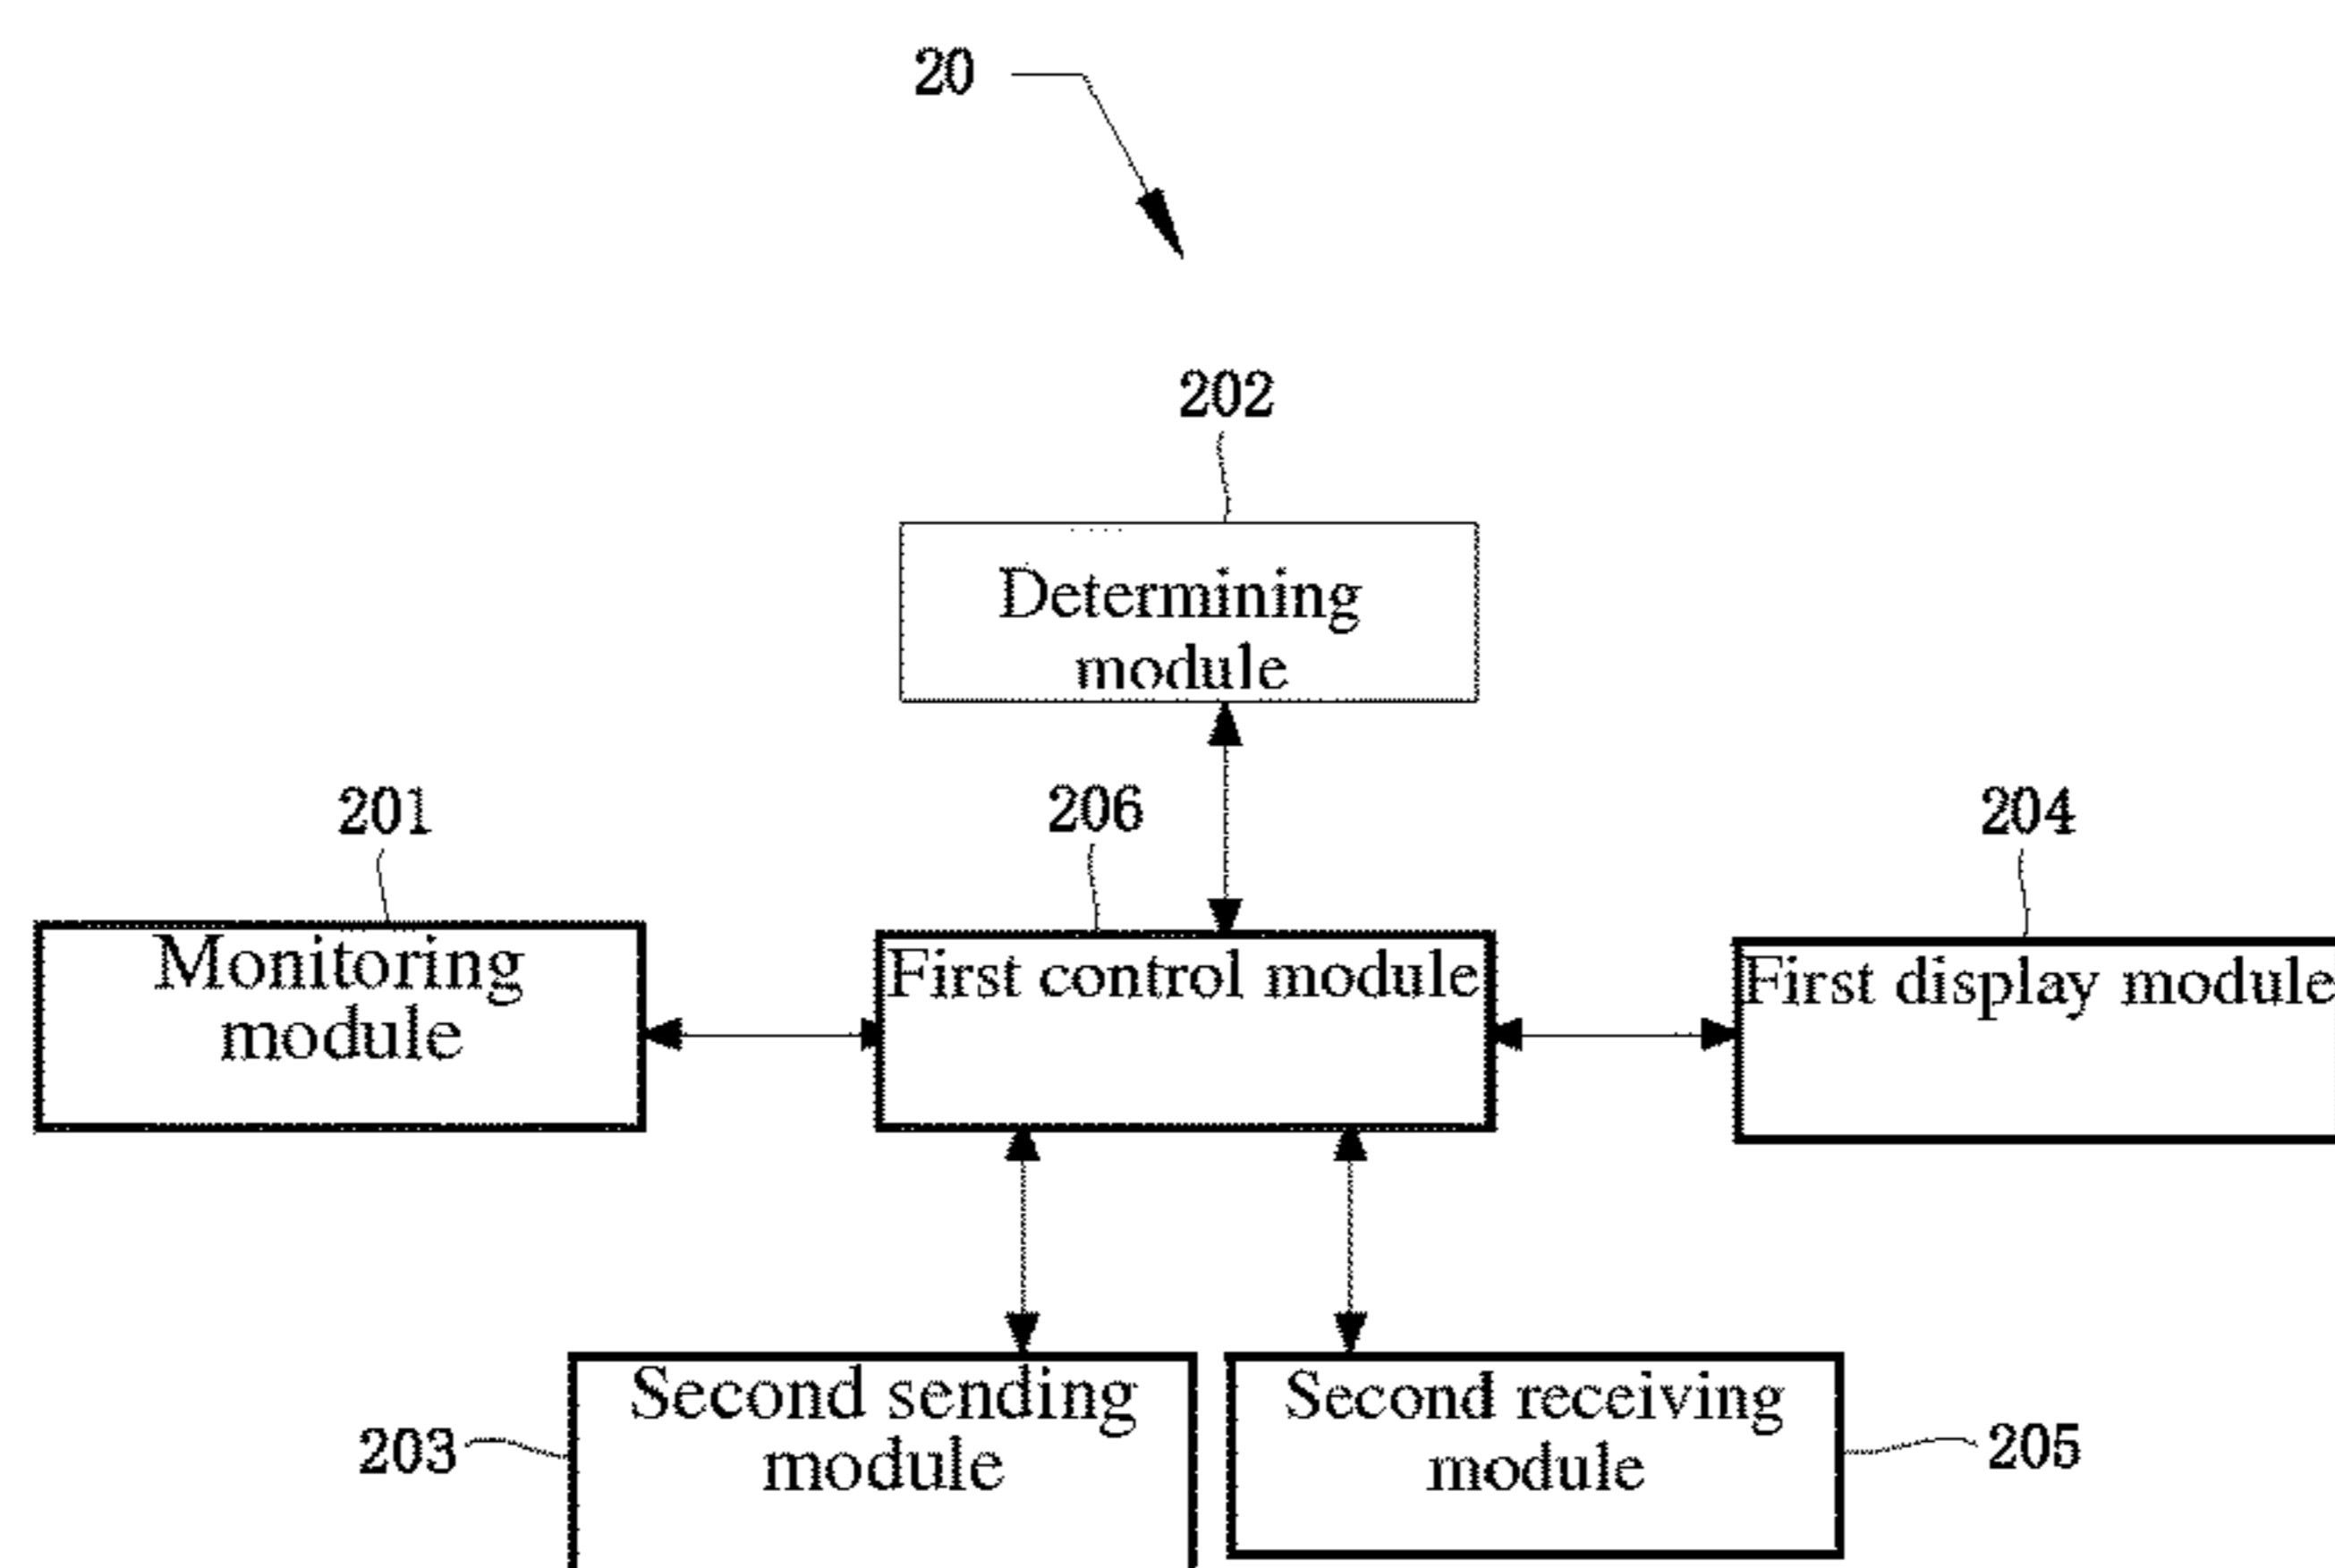 20
202
Determining
module
201
206
204
Monitoring
module
First control module
First display module
Second sending
module
Second receiving
module
203
205